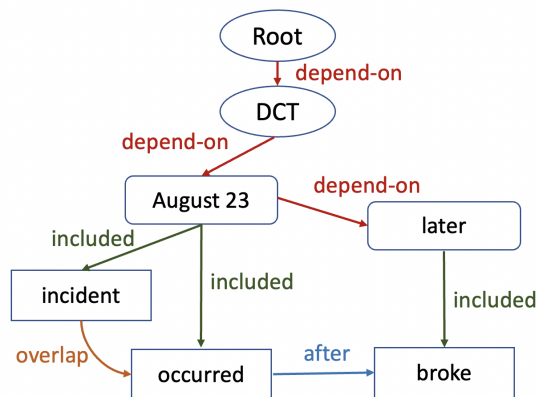 Root
depend-on
DCT
depend-on
August 23
depend-on
later
included
included
incident
included
overlap
occurred
after
broke